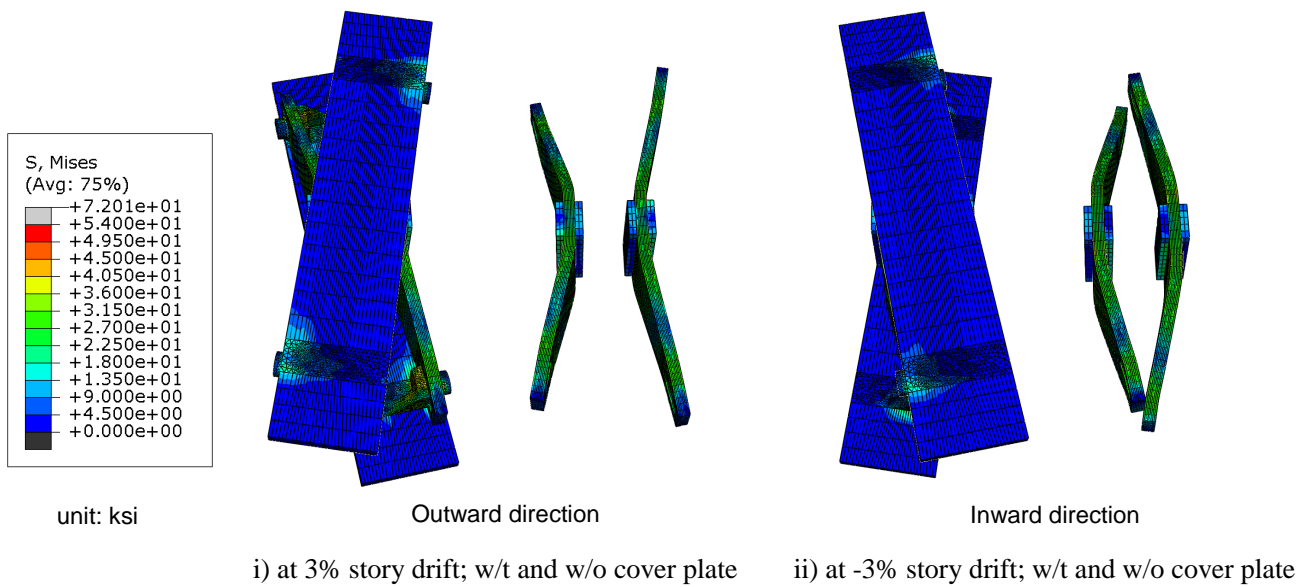 S, Mises
(Avg: 75%)
+7.201e+01
+5.400e+01
+4.950e+01
+4.500e+01
+4.050e+01
+3.600e+01
+3.150e+01
+2.700e+01
+2.250e+01
+1.800e+01
+1.350e+01
+9.000e+00
+4.500e+00
+0.000e+00
unit: ksi
Outward direction
Inward direction
i) at 3% story drift; w/t and w/o cover plate
ii) at -3% story drift; w/t and w/o cover plate